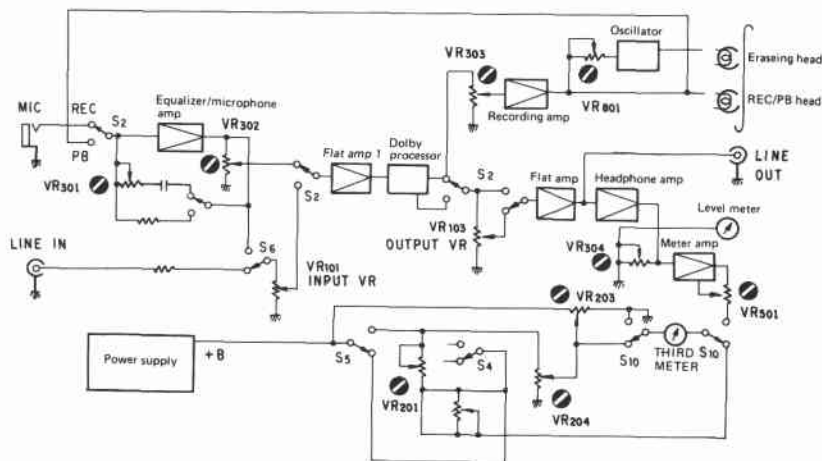 Oscillator
VR303
Eraseing head
MIC
REC
S2
Equalizer/microphone
amp
VR302
Recording amp
VR801
REC/PB head
PB
Flat amp 1
Dolby
processor
S2
Flat amp
Headphone amp
LINE
OUT
VR301
S2
VR103
OUTPUT VR
Level meter
Meter amp
VR304
LINE IN
S6
VR101
INPUT VR
VR203
VR501
Power supply
+B
S5
S4
S10
THIRD
METER
S10
VR201
VR204